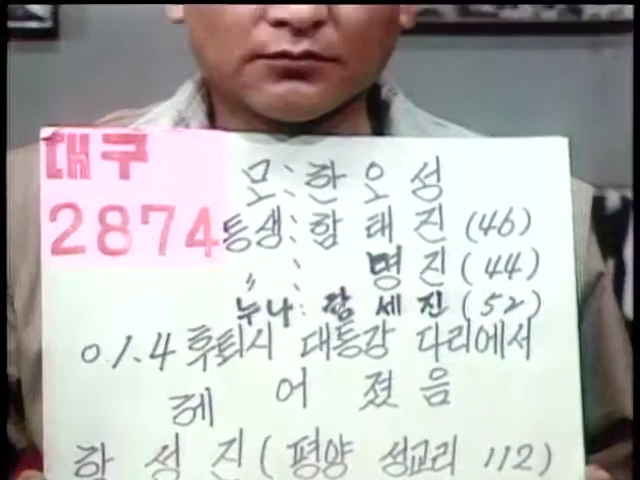 대구
2874
모: 한오성
동생: 함태진 (46)
〃 : 명진 (44)
누나: 함세진 (52)
0 1.4 후퇴시 대동강 다리에서
헤어졌음
함성진 (평양 성교리 112)